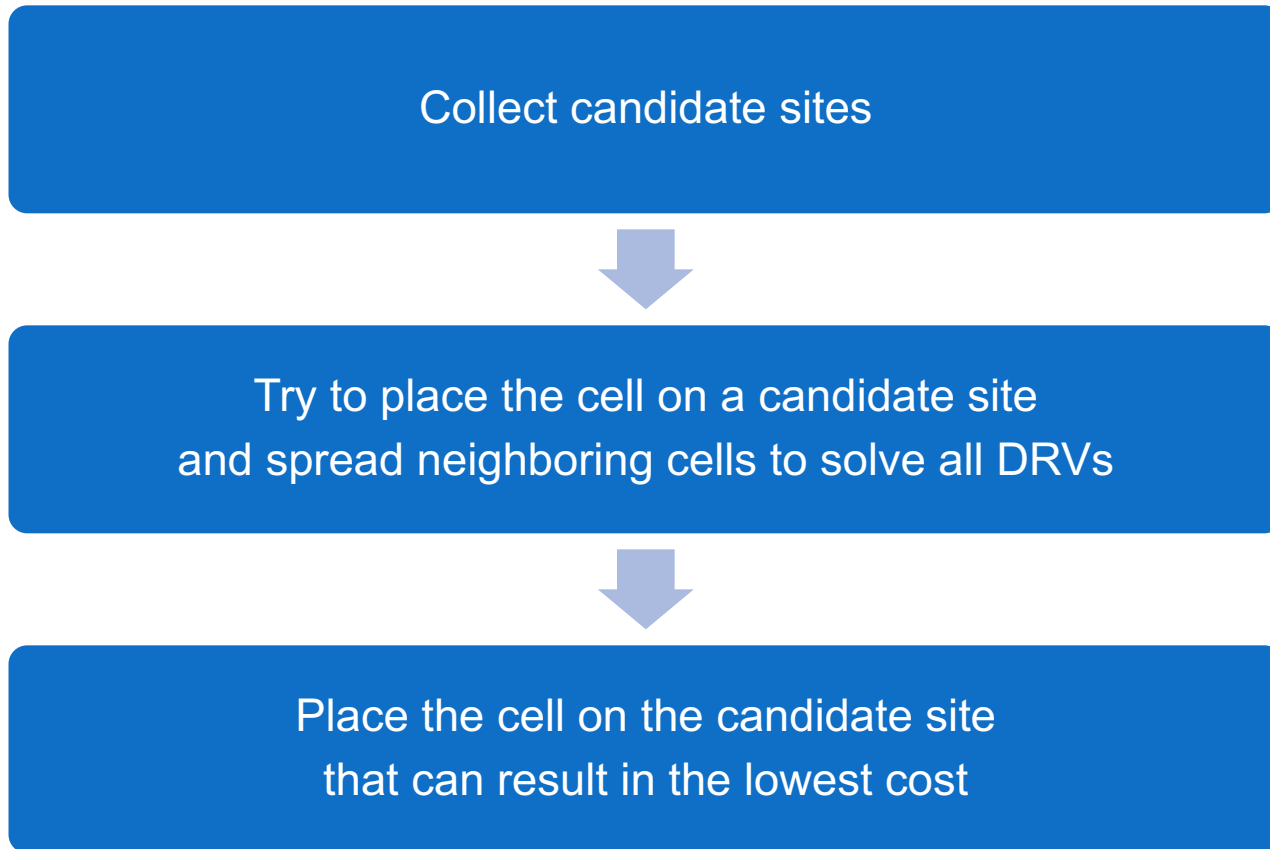 Collect candidate sites
Try to place the cell on a candidate site
and spread neighboring cells to solve all DRVs
Place the cell on the candidate site
that can result in the lowest cost